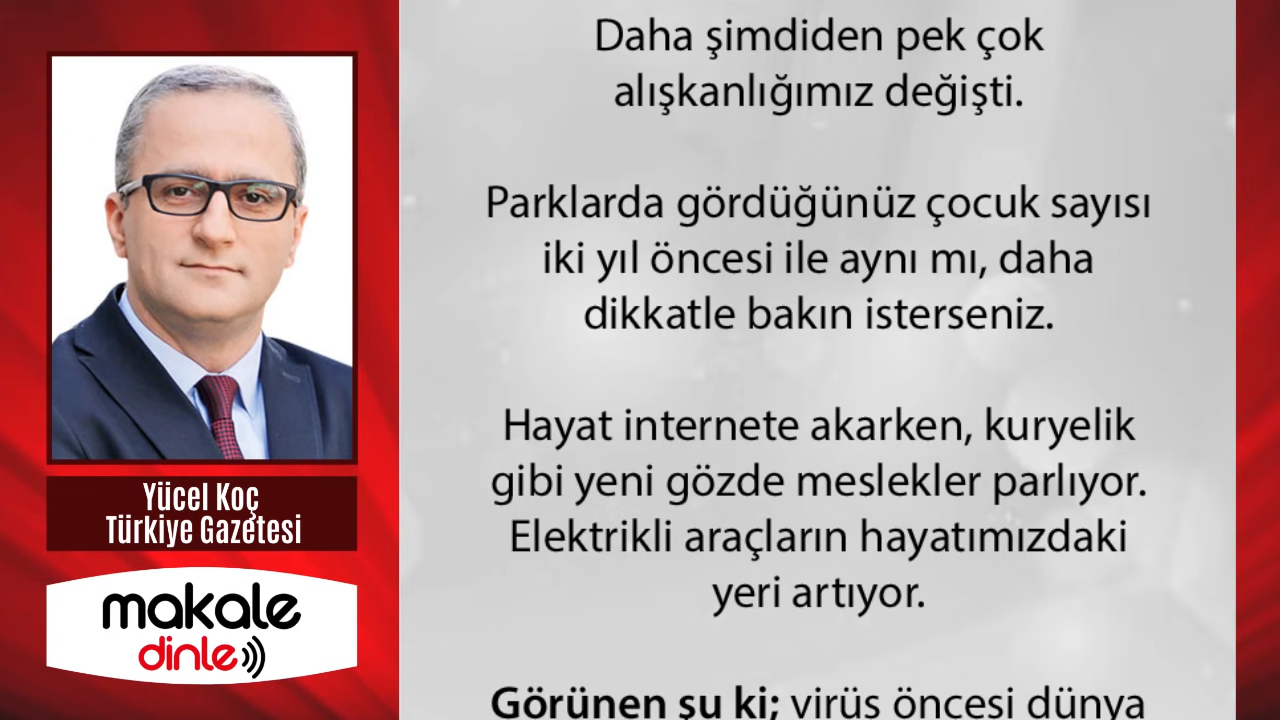 Daha şimdiden pek çok
alışkanlığımız değişti.
Parklarda gördüğünüz çocuk sayısı
iki yıl öncesi ile aynı mı, daha
dikkatle bakın isterseniz.
Hayat internete akarken, kuryelik
gibi yeni gözde meslekler parlıyor.
Elektrikli araçların hayatımızdaki
yeri artıyor.
Görünen şu ki; virüs öncesi dünya
Yücel Koç
Türkiye Gazetesi
makale
dinle